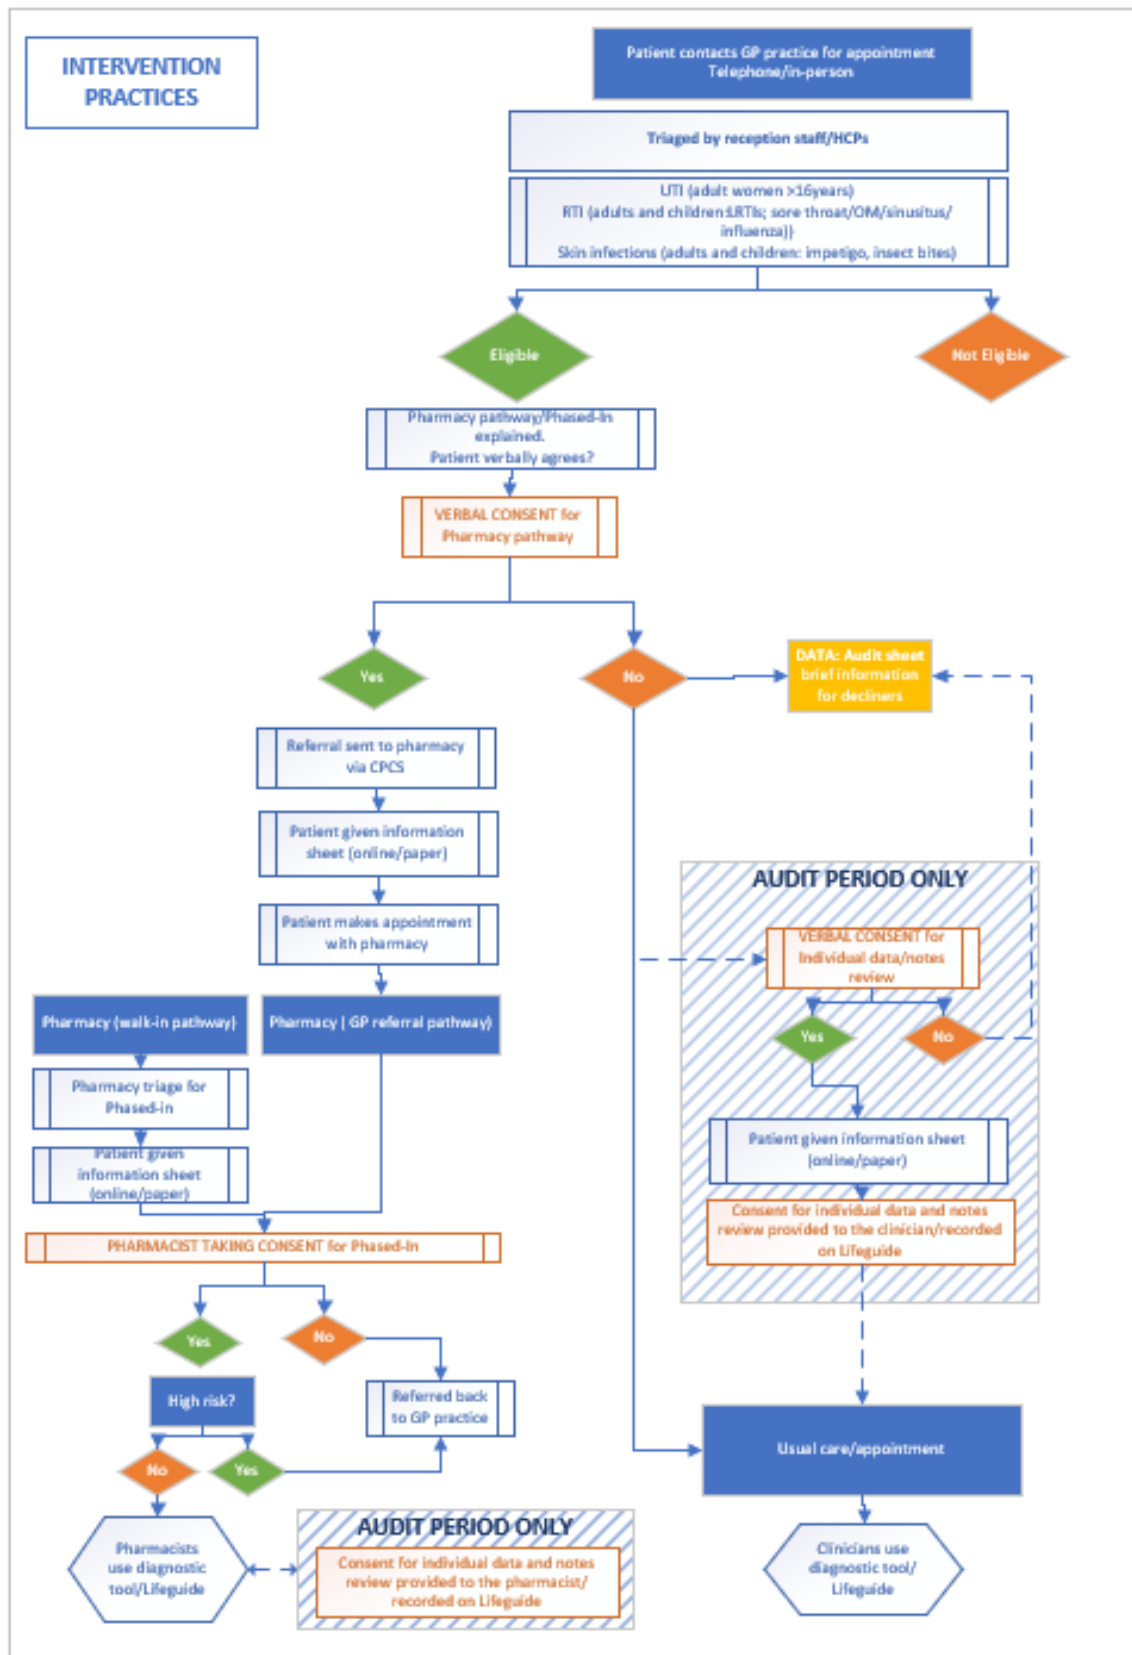 INTERVENTION
PRACTICES
Patient contacts GP practice for appointment
Telephone/in-person
Triaged by reception staff/HCPs
UTI (adult women >16years)
RTI (adults and children:LRTIs; sore throat/OM/sinusitus/
influenza))
Skin infections (adults and children: impetigo, insect bites)
Eligible
Not Eligible
Pharmacy pathway/Phased-In
explained.
Patient verbally agrees?
VERBAL CONSENT for
Pharmacy pathway
Yes
No
DATA: Audit sheet
brief information
for decliners
Referral sent to pharmacy
via CPCS
Patient given information
sheet (online/paper)
Patient makes appointment
with pharmacy
Pharmacy (walk-in pathway)
Pharmacy ( GP referral pathway)
Pharmacy triage for
Phased-in
Patient given
information sheet
(online/paper)
AUDIT PERIOD ONLY
VERBAL CONSENT for
Individual data/notes
review
Yes
No
Patient given information sheet
(online/paper)
Consent for individual data and notes
review provided to the clinician/recorded
on Lifeguide
PHARMACIST TAKING CONSENT for Phased-In
Yes
No
High risk?
Referred back
to GP practice
No
Yes
Usual care/appointment
Pharmacists
use diagnostic
tool/Lifeguide
AUDIT PERIOD ONLY
Consent for individual data and notes
review provided to the pharmacist/
recorded on Lifeguide
Clinicians use
diagnostic tool/
Lifeguide